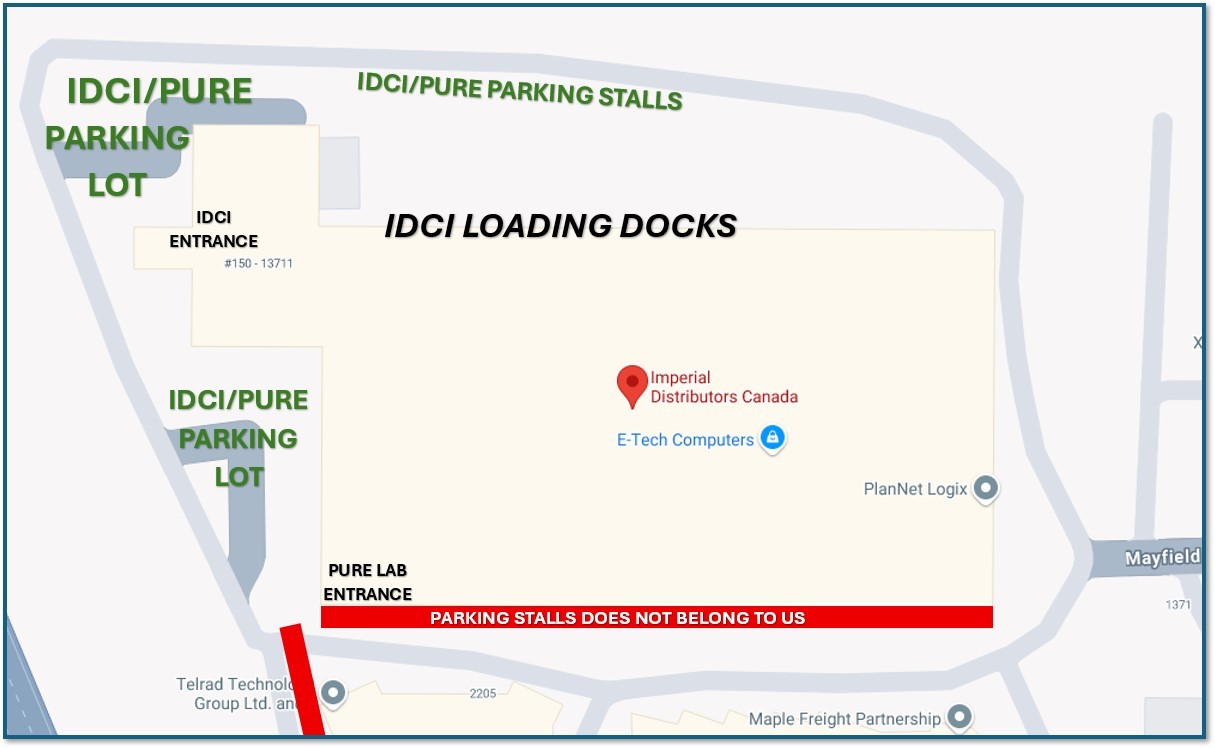 IDCI/PURE
PARKING
LOT
IDCI/PURE PARKING STALLS
IDCI
ENTRANCE
#150 - 13711
IDCI LOADING DOCKS
X
Imperial
Distributors Canada
E-Tech Computers
IDCI/PURE
PARKING
LOT
PlanNet Logix
Mayfield
PURE LAB
ENTRANCE
1371
PARKING STALLS DOES NOT BELONG TO US
Telrad Technolo
Group Ltd. an
2205
Maple Freight Partnership